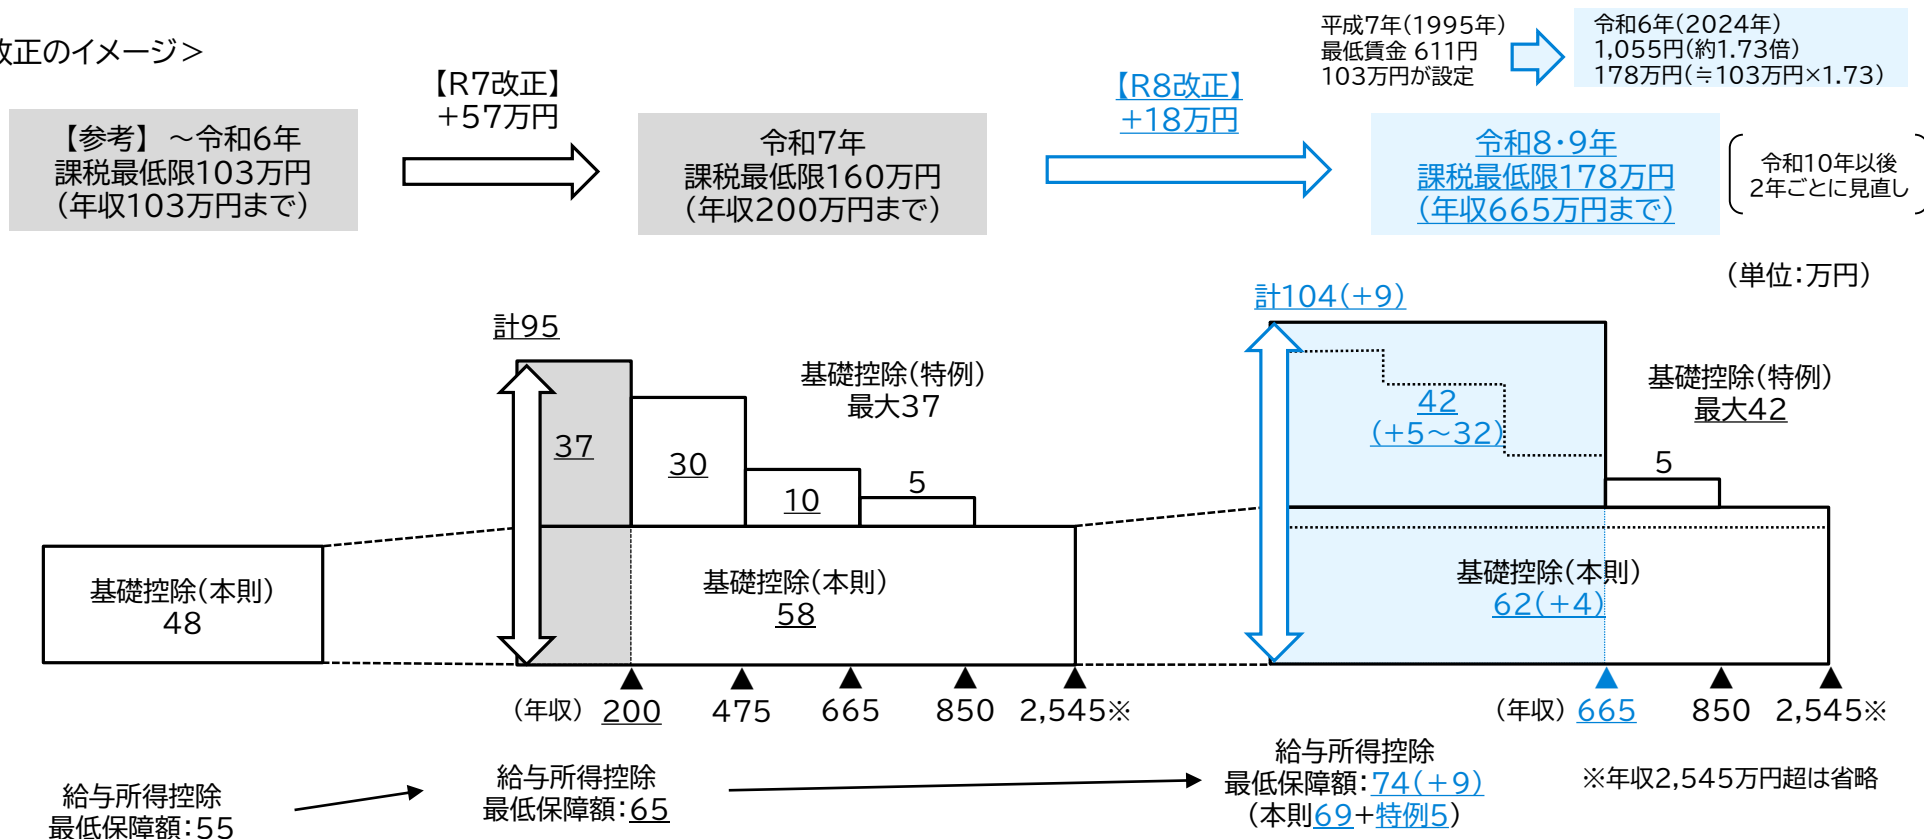 改正のイメージ>
平成7年(1995年)
最低賃金 611円
103万円が設定
令和6年(2024年)
1,055円(約1.73倍)
178万円(≒103万円×1.73)
【R7改正】
+57万円
【R8改正】
+18万円
【参考】 ～令和6年
課税最低限103万円
(年収103万円まで)
令和7年
課税最低限160万円
(年収200万円まで)
令和8・9年
課税最低限178万円
(年収665万円まで)
令和10年以後
2年ごとに見直し
(単位:万円)
計95
計104(+9)
基礎控除(特例)
最大37
基礎控除(特例)
最大42
37
30
10
5
42
(+5～32)
5
基礎控除(本則)
48
基礎控除(本則)
58
基礎控除(本則)
62(+4)
(年収) 200 475 665 850 2,545※
(年収) 665 850 2,545※
給与所得控除
最低保障額:55
給与所得控除
最低保障額:65
給与所得控除
最低保障額:74(+9)
(本則69+特例5)
※年収2,545万円超は省略